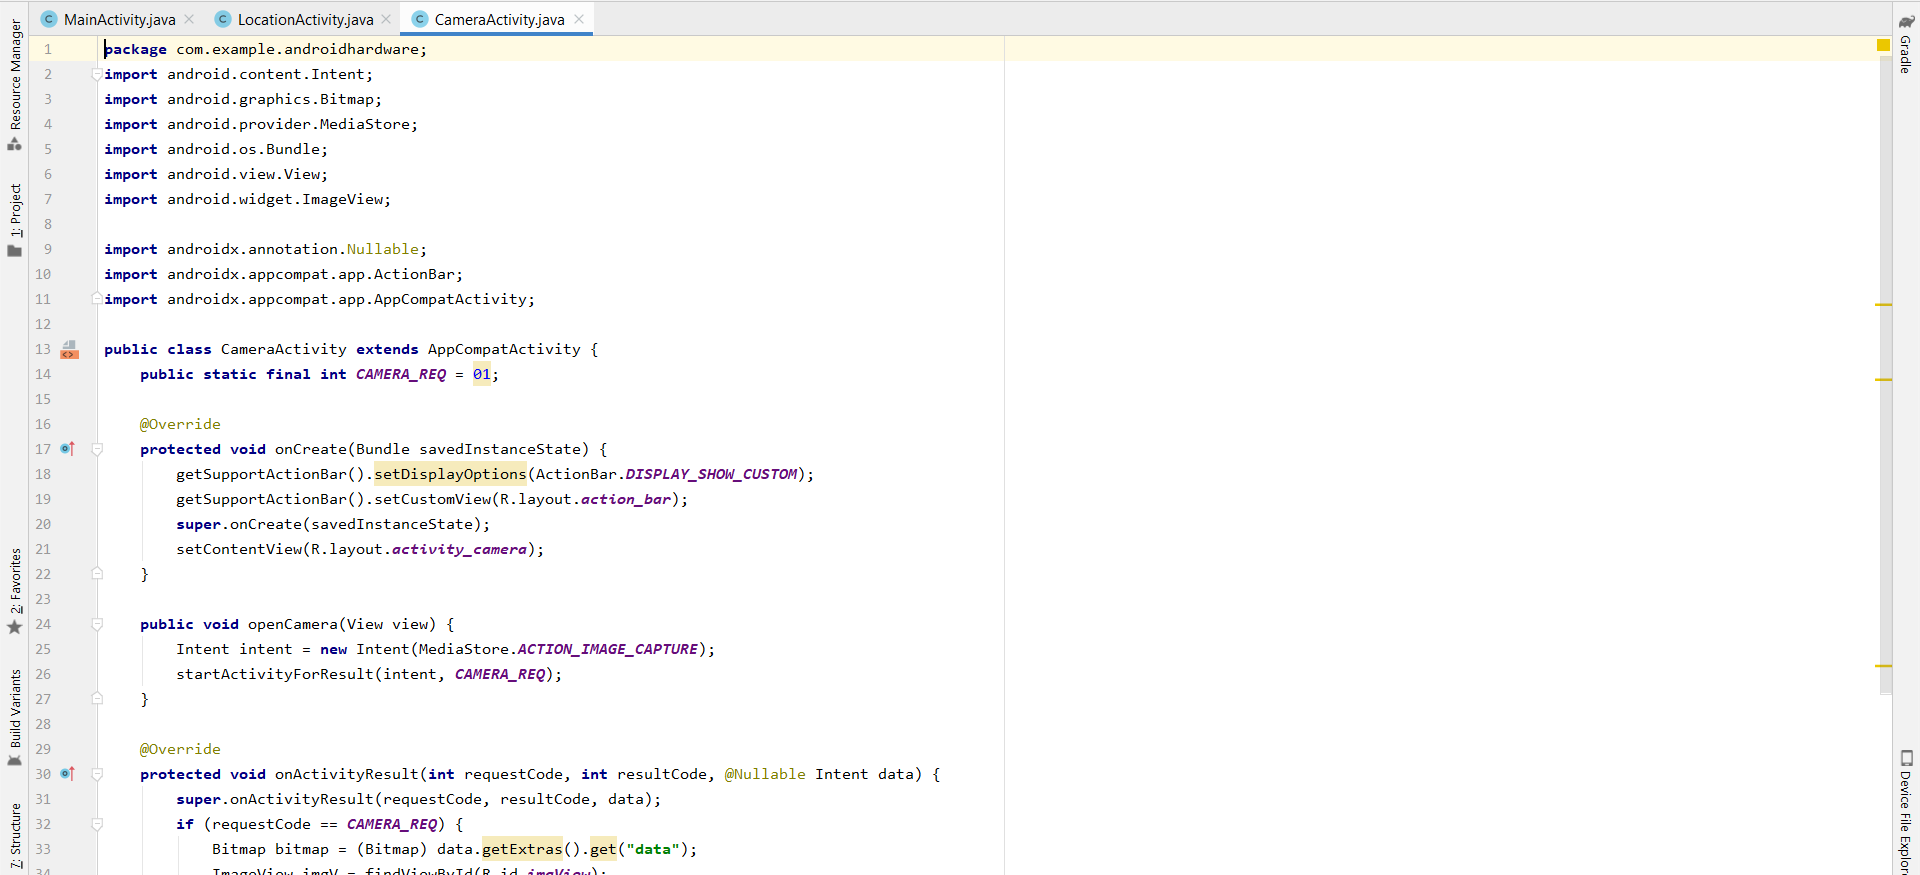 MainActivity.java
LocationActivity.java
CameraActivity.java
Resource Manager
1: Project
2: Favorites
Build Variants
7: Structure
Gradle
Device File Explor
1 package com.example.androidhardware;
2 import android.content.Intent;
3 import android.graphics.Bitmap;
4 import android.provider.MediaStore;
5 import android.os.Bundle;
6 import android.view.View;
7 import android.widget.ImageView;
8
9 import androidx.annotation.Nullable;
10 import androidx.appcompat.app.ActionBar;
11 import androidx.appcompat.app.AppCompatActivity;
12
13 public class CameraActivity extends AppCompatActivity {
14 public static final int CAMERA_REQ = 01;
15
16 @Override
17 protected void onCreate(Bundle savedInstanceState) {
18 getSupportActionBar().setDisplayOptions(ActionBar.DISPLAY_SHOW_CUSTOM);
19 getSupportActionBar().setCustomView(R.layout.action_bar);
20 super.onCreate(savedInstanceState);
21 setContentView(R.layout.activity_camera);
22 }
23
24 public void openCamera(View view) {
25 Intent intent = new Intent(MediaStore.ACTION_IMAGE_CAPTURE);
26 startActivityForResult(intent, CAMERA_REQ);
27 }
28
29 @Override
30 protected void onActivityResult(int requestCode, int resultCode, @Nullable Intent data) {
31 super.onActivityResult(requestCode, resultCode, data);
32 if (requestCode == CAMERA_REQ) {
33 Bitmap bitmap = (Bitmap) data.getExtras().get("data");
34 ImageView imgV = findViewById(R.id.imgView);